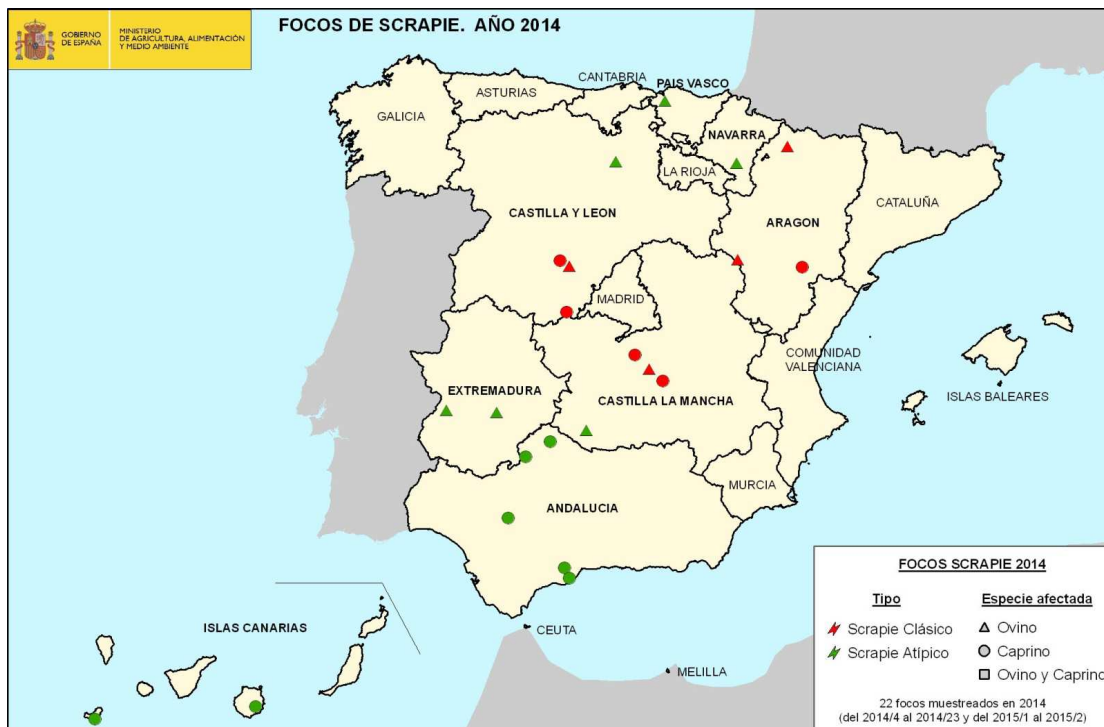 GOBIERNO
DE ESPAÑA
MINISTERIO
DE AGRICULTURA, ALIMENTACIÓN
Y MEDIO AMBIENTE
FOCOS DE SCRAPIE. AÑO 2014
CANTABRIA
PAIS VASCO
ASTURIAS
GALICIA
NAVARRA
LA RIOJA
CATALUÑA
CASTILLA Y LEON
ARAGON
MADRID
COMUNIDAD
VALENCIANA
EXTREMADURA
CASTILLA LA MANCHA
ISLAS BALEARES
MURCIA
ANDALUCIA
ISLAS CANARIAS
CEUTA
MELILLA
FOCOS SCRAPIE 2014
Tipo
Especie afectada
Scrapie Clásico
Ovino
Scrapie Atípico
Caprino
Ovino y Caprino
22 focos muestreados en 2014
(del 2014/4 al 2014/23 y del 2015/1 al 2015/2)